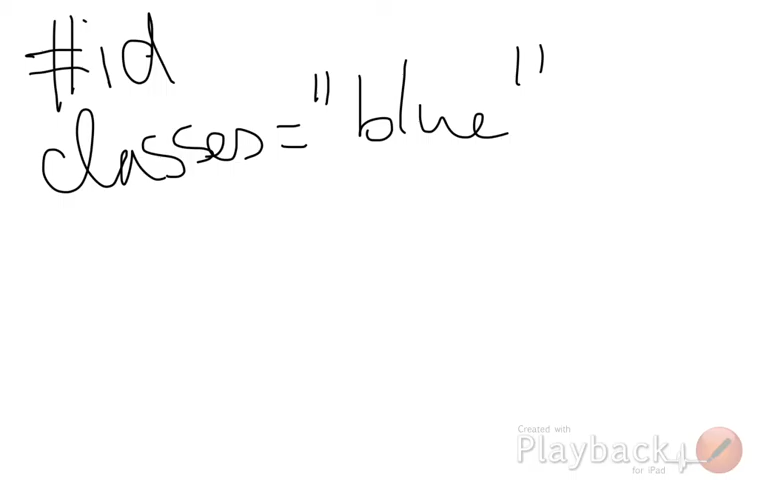 #id
classes="blue"
Created with
Playback
for iPad